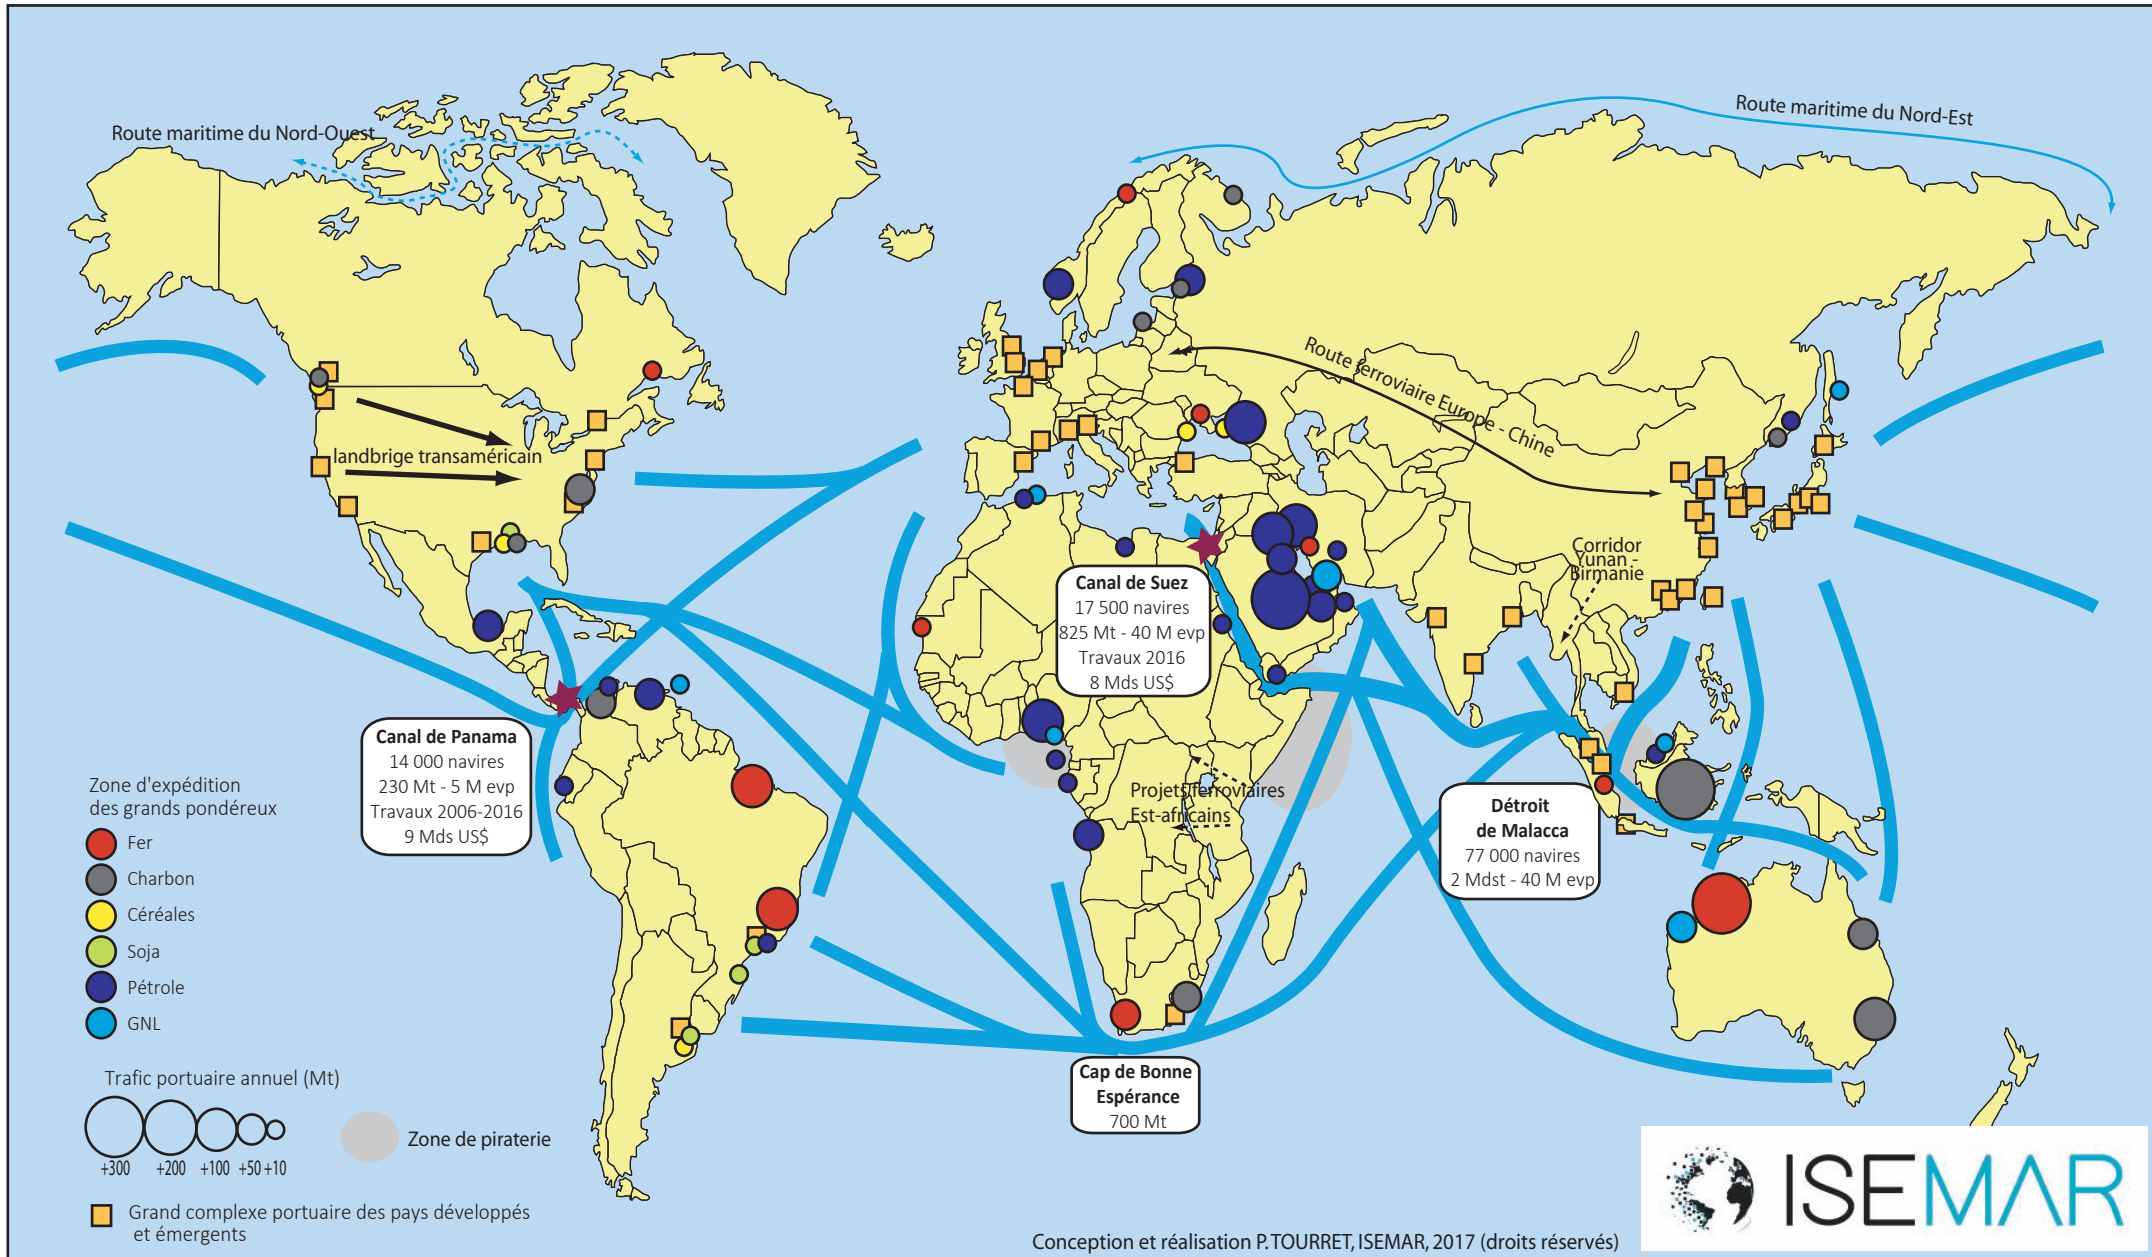 Route maritime du Nord-Ouest
Route maritime du Nord-Est
Route ferroviaire Europe - Chine
landbrige transaméricain
Corridor
Yunan -
Birmanie
Canal de Suez
17 500 navires
825 Mt - 40 M evp
Travaux 2016
8 Mds US$
Canal de Panama
14 000 navires
230 Mt - 5 M evp
Travaux 2006-2016
9 Mds US$
Projets ferroviaires
Est-africains
Détroit
de Malacca
77 000 navires
2 Mdst - 40 M evp
Cap de Bonne
Espérance
700 Mt
Zone d'expédition
des grands pondéreux
Fer
Charbon
Céréales
Soja
Pétrole
GNL
Trafic portuaire annuel (Mt)
+300 +200 +100 +50 +10
Zone de piraterie
Grand complexe portuaire des pays développés
et émergents
ISEMAR
Conception et réalisation P. TOURRET, ISEMAR, 2017 (droits réservés)